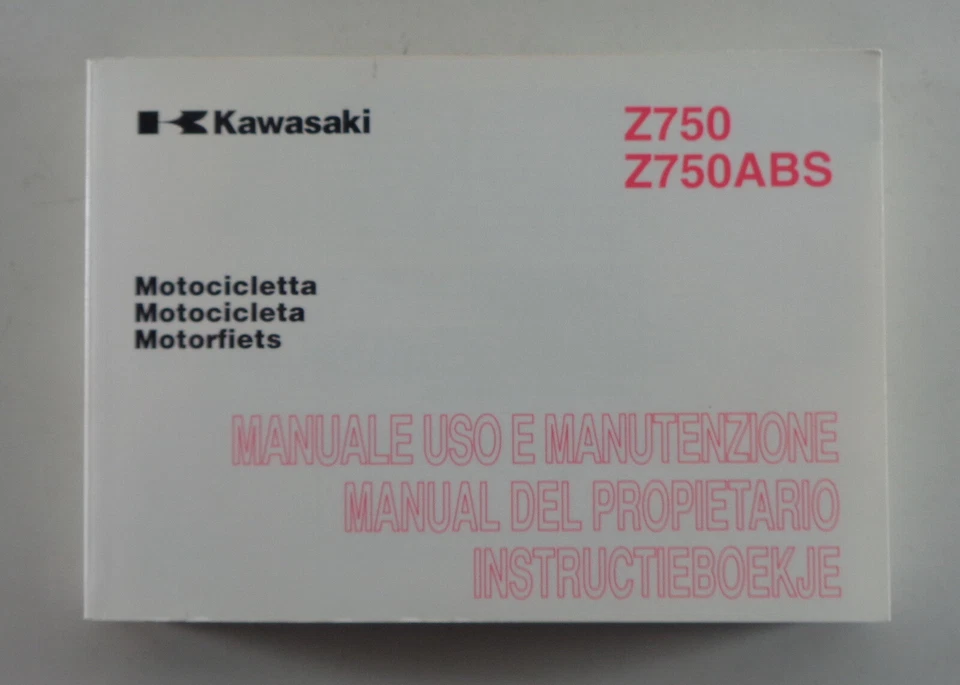 Kawasaki
Z750
Z750ABS
Motocicletta
Motocicleta
Motorfiets
MANUALE USO E MANUTENZIONE
MANUAL DEL PROPIETARIO
INSTRUCTIEBOEKJE